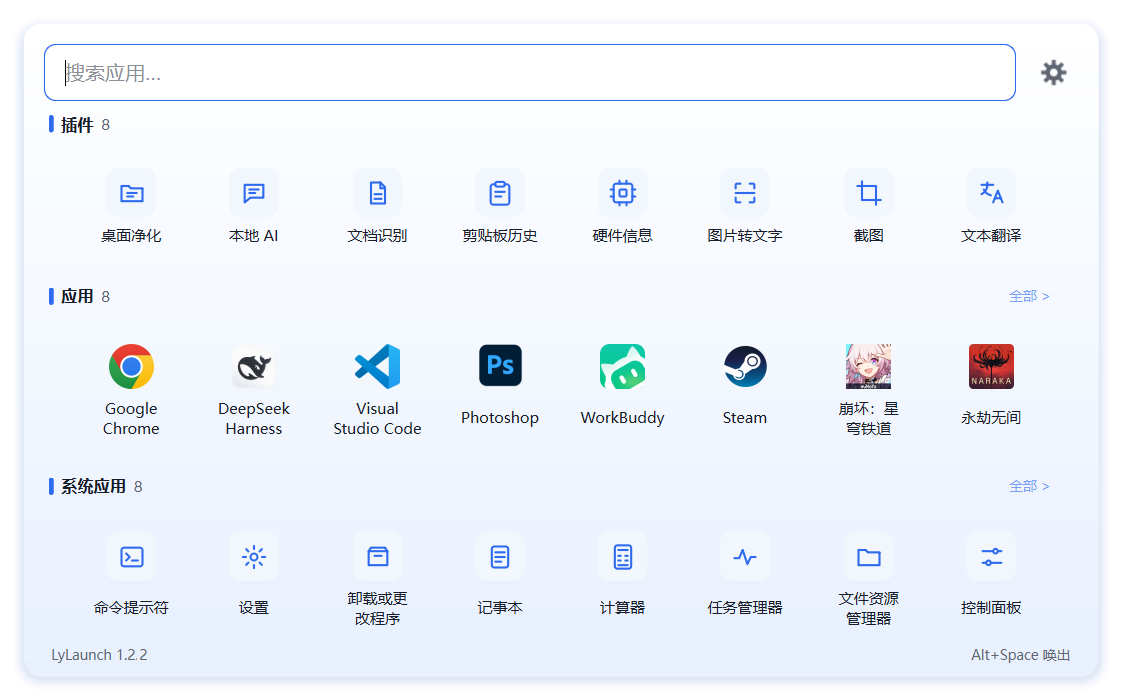 搜索应用...
插件 8
桌面净化 本地 AI 文档识别 剪贴板历史 硬件信息 图片转文字 截图 文本翻译
应用 8 全部 >
Ps
miHoYo
NARAKA
Google Chrome
DeepSeek Harness
Visual Studio Code
Photoshop
WorkBuddy
Steam
崩坏：星穹铁道
永劫无间
系统应用 8 全部 >
命令提示符
设置
卸载或更改程序
记事本
计算器
任务管理器
文件资源管理器
控制面板
LyLaunch 1.2.2 Alt+Space 唤出